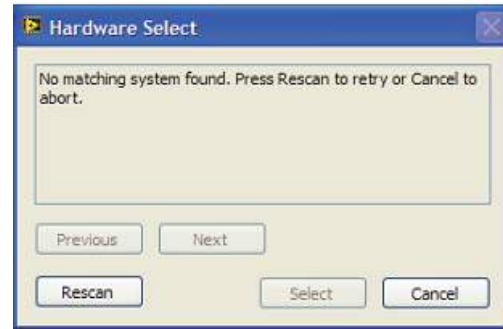 Hardware Select
No matching system found. Press Rescan to retry or Cancel to
abort.
Previous Next
Rescan Select Cancel